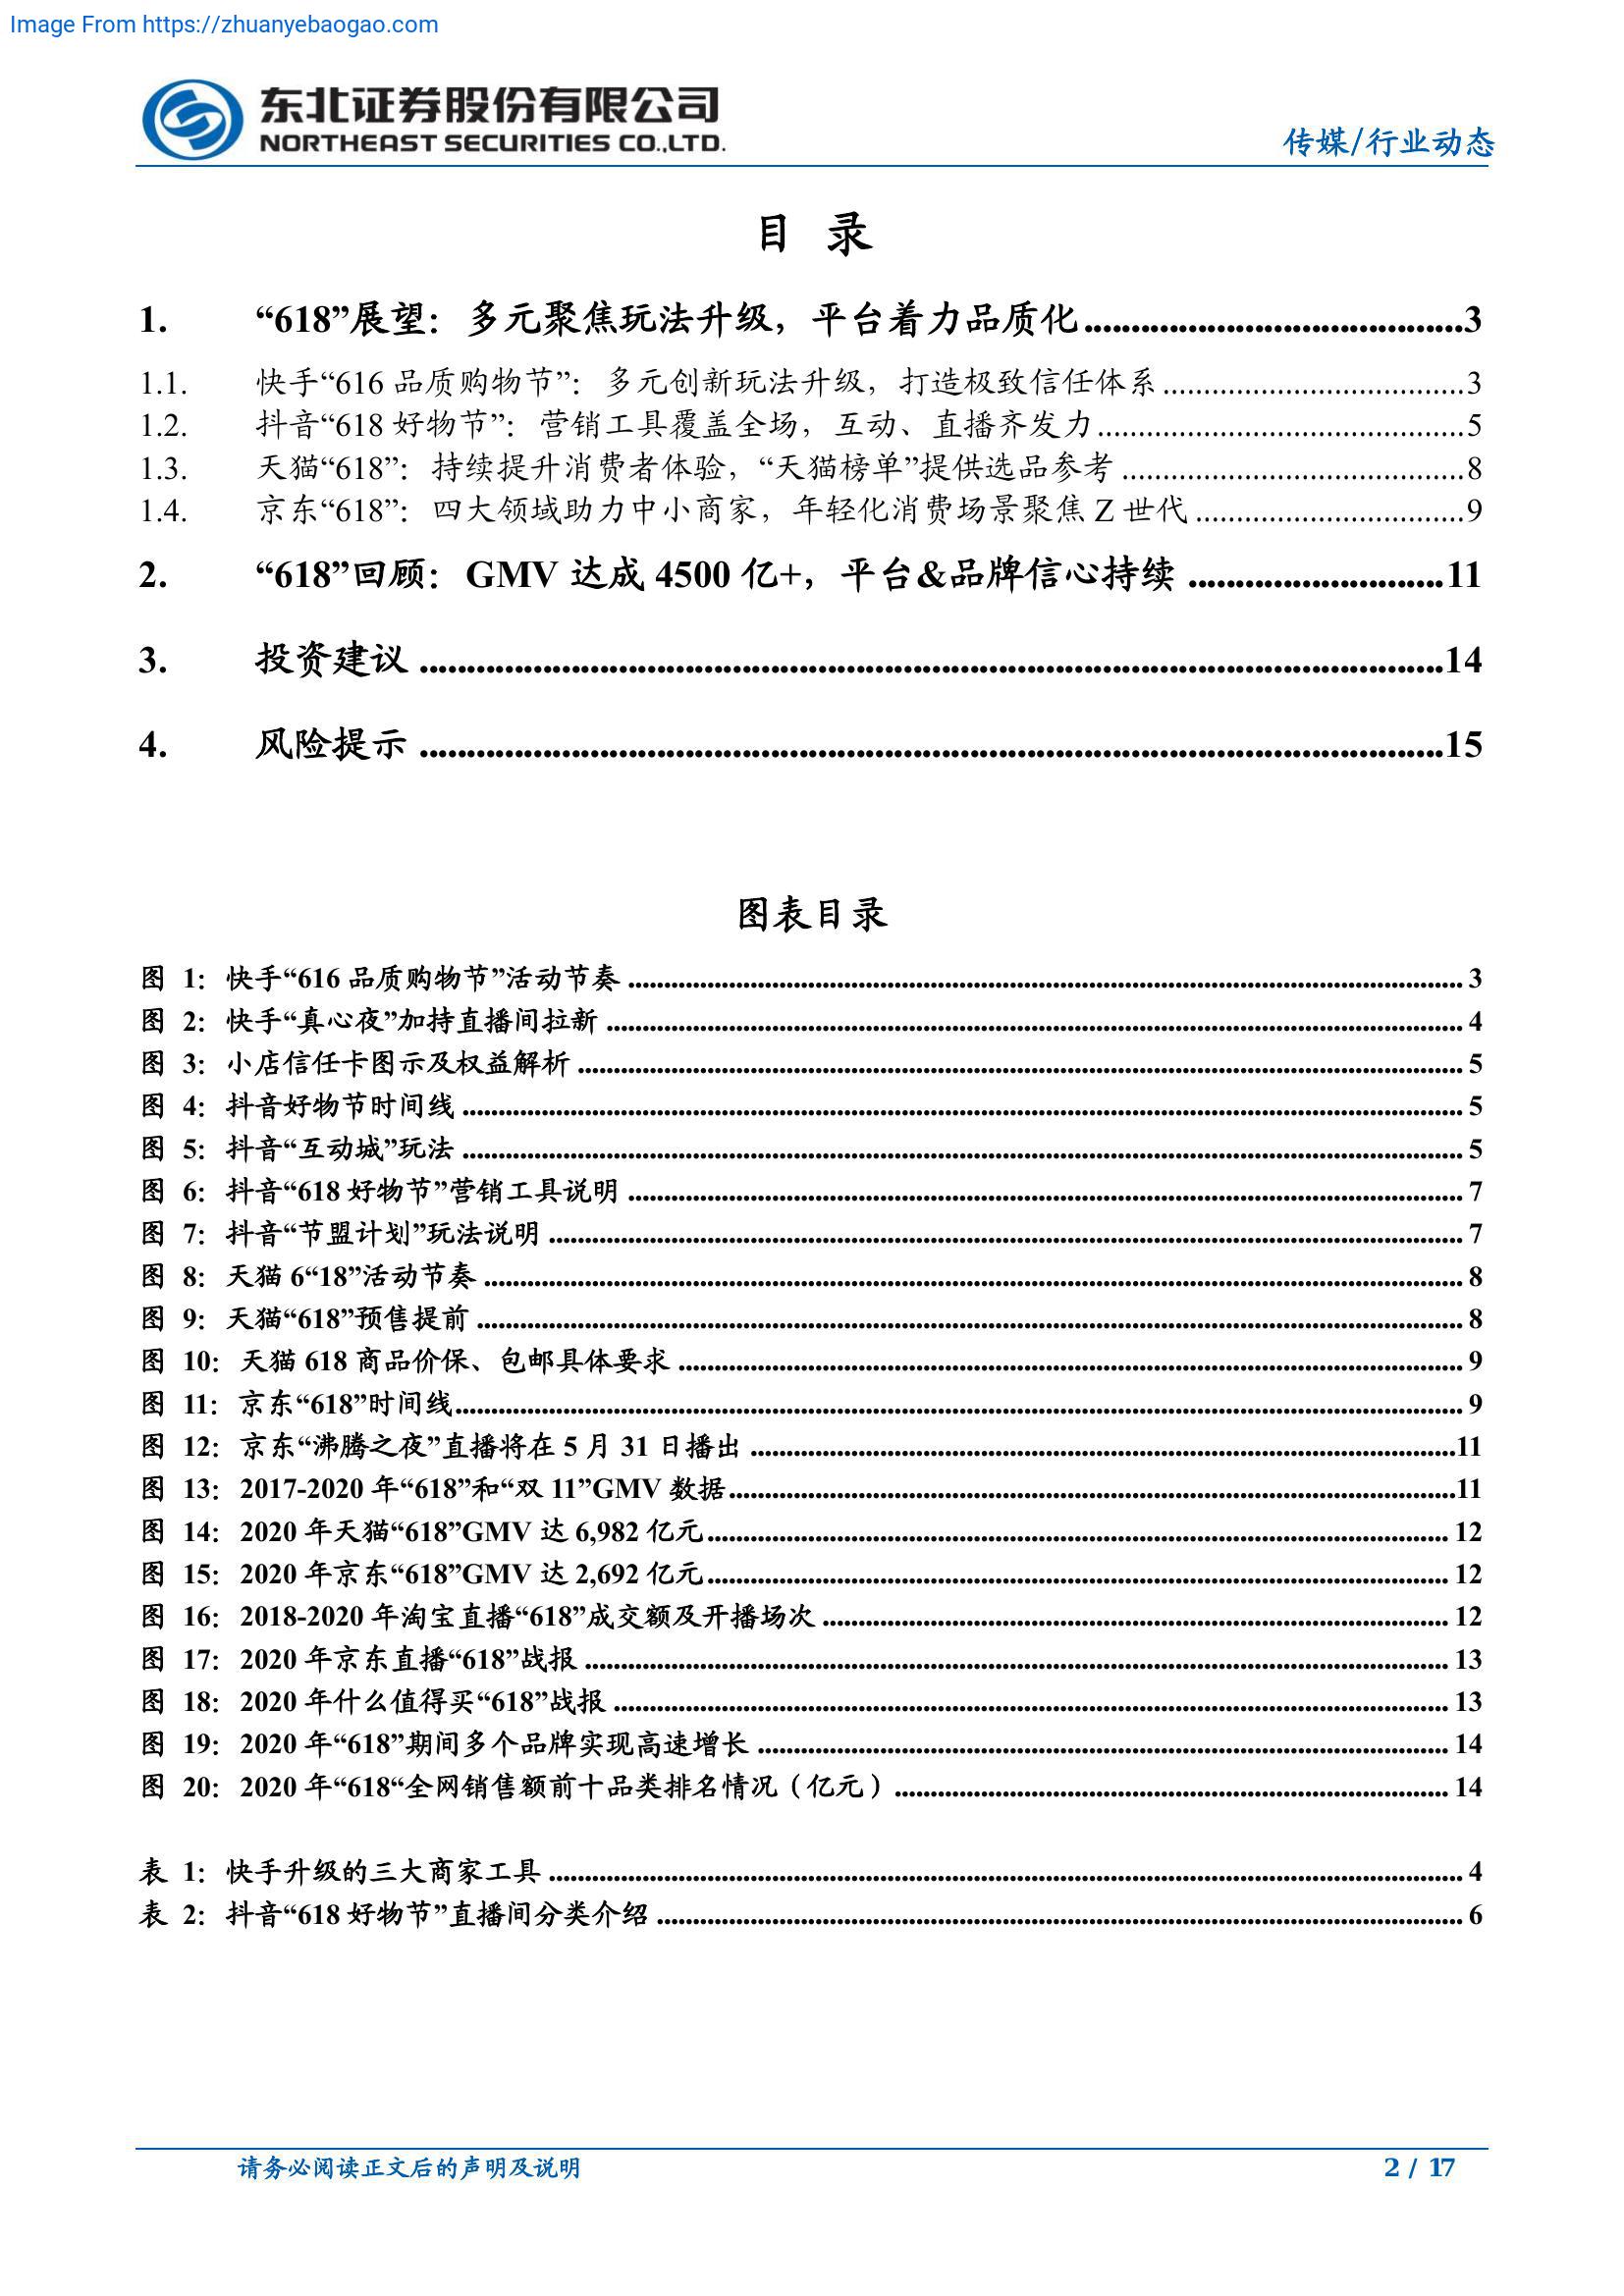 Image From https://zhuanyebaogao.com
东北证券股份有限公司
NORTHEAST SECURITIES CO.,LTD.
传媒/行业动态
目 录
1. “618”展望：多元聚焦玩法升级，平台着力品质化........................................3
1.1. 快手“616 品质购物节”：多元创新玩法升级，打造极致信任体系.....................................3
1.2. 抖音“618 好物节”：营销工具覆盖全场，互动、直播齐发力.............................................5
1.3. 天猫“618”：持续提升消费者体验，“天猫榜单”提供选品参考..........................................8
1.4. 京东“618”：四大领域助力中小商家，年轻化消费场景聚焦 Z 世代.................................9
2. “618”回顾：GMV 达成 4500 亿+，平台&品牌信心持续...........................11
3. 投资建议............................................................................................................14
4. 风险提示............................................................................................................15
图表目录
图 1：快手“616 品质购物节”活动节奏.................................................................................................................... 3
图 2：快手“真心夜”加持直播间拉新....................................................................................................................... 4
图 3：小店信任卡图示及权益解析........................................................................................................................... 5
图 4：抖音好物节时间线........................................................................................................................................... 5
图 5：抖音“互动城”玩法........................................................................................................................................... 5
图 6：抖音“618 好物节”营销工具说明.................................................................................................................... 7
图 7：抖音“节盟计划”玩法说明............................................................................................................................... 7
图 8：天猫 6“18”活动节奏........................................................................................................................................ 8
图 9：天猫“618”预售提前......................................................................................................................................... 8
图 10：天猫 618 商品价保、包邮具体要求............................................................................................................. 9
图 11：京东“618”时间线............................................................................................................................................ 9
图 12：京东“沸腾之夜”直播将在 5 月 31 日播出..................................................................................................11
图 13：2017-2020 年“618”和“双 11”GMV 数据.....................................................................................................11
图 14：2020 年天猫“618”GMV 达 6,982 亿元....................................................................................................... 12
图 15：2020 年京东“618”GMV 达 2,692 亿元....................................................................................................... 12
图 16：2018-2020 年淘宝直播“618”成交额及开播场次....................................................................................... 12
图 17：2020 年京东直播“618”战报........................................................................................................................ 13
图 18：2020 年什么值得买“618”战报.................................................................................................................... 13
图 19：2020 年“618”期间多个品牌实现高速增长................................................................................................ 14
图 20：2020 年“618“全网销售额前十品类排名情况（亿元）............................................................................. 14
表 1：快手升级的三大商家工具............................................................................................................................... 4
表 2：抖音“618 好物节”直播间分类介绍................................................................................................................ 6
请务必阅读正文后的声明及说明
2 / 17